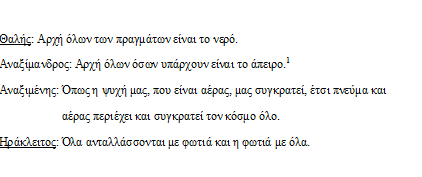 Θαλής: Αρχή όλων των πραγμάτων είναι το νερό.
Αναξίμανδρος: Αρχή όλων όσων υπάρχουν είναι το άπειρο.¹
Αναξιμένης: Όπως η ψυχή μας, που είναι αέρας, μας συγκρατεί, έτσι πνεύμα και
αέρας περιέχει και συγκρατεί τον κόσμο όλο.
Ηράκλειτος: Όλα ανταλλάσσονται με φωτιά και η φωτιά με όλα.